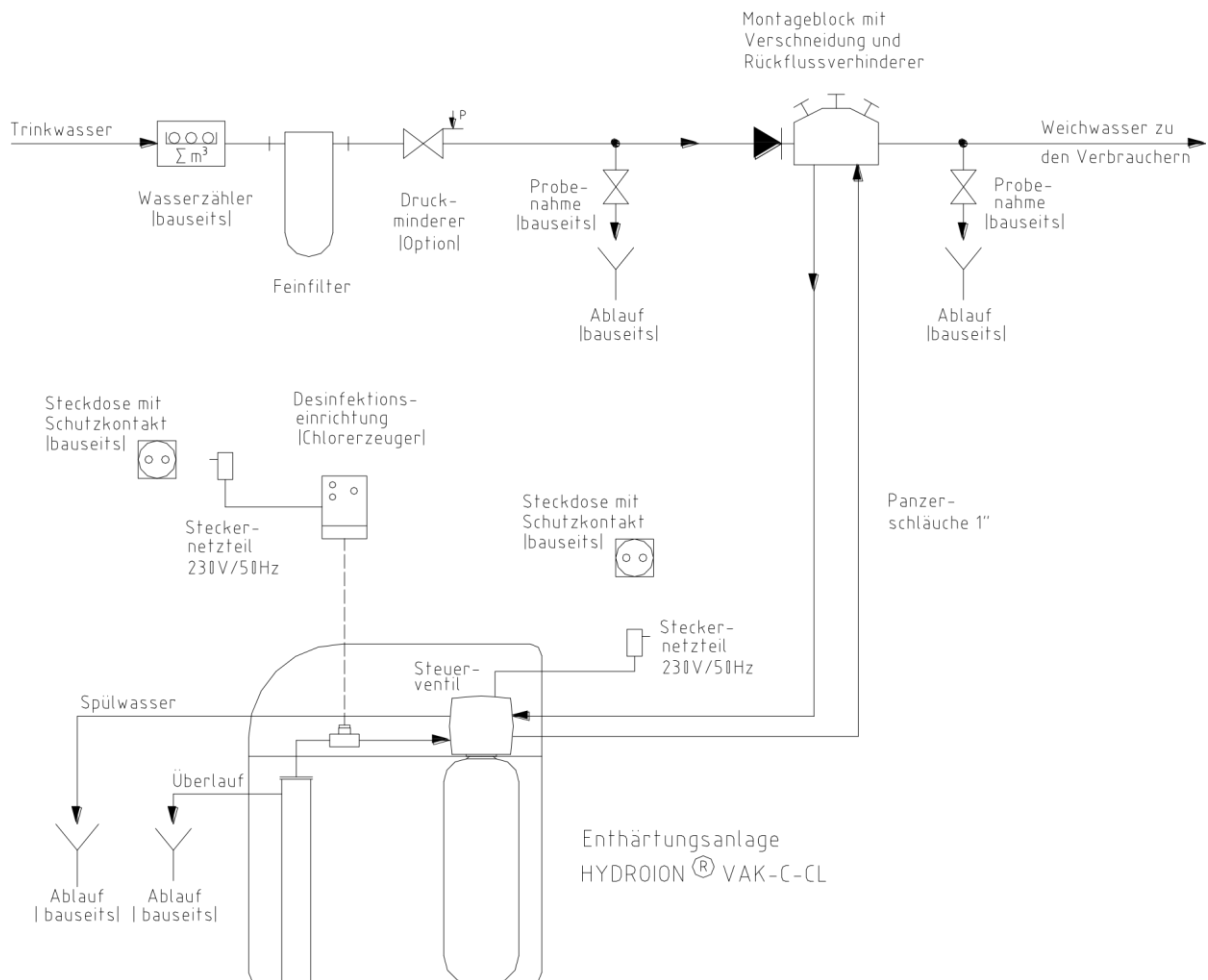 Montageblock mit
Verschneidung und
Rückflussverhinderer
Trinkwasser
Σ m³
P
Weichwasser zu
den Verbrauchern
Wasserzähler
|bauseits|
Druck-
minderer
|Option|
Probe-
nahme
|bauseits|
Probe-
nahme
|bauseits|
Feinfilter
Ablauf
|bauseits|
Ablauf
|bauseits|
Steckdose mit
Schutzkontakt
|bauseits|
Desinfektions-
einrichtung
|Chlorerzeuger|
Stecker-
netzteil
230V/50Hz
Steckdose mit
Schutzkontakt
|bauseits|
Panzer-
schläuche 1"
Stecker-
netzteil
230V/50Hz
Steuer-
ventil
Spülwasser
Überlauf
Ablauf
| bauseits|
Ablauf
| bauseits|
Enthärtungsanlage
HYDROION ® VAK-C-CL